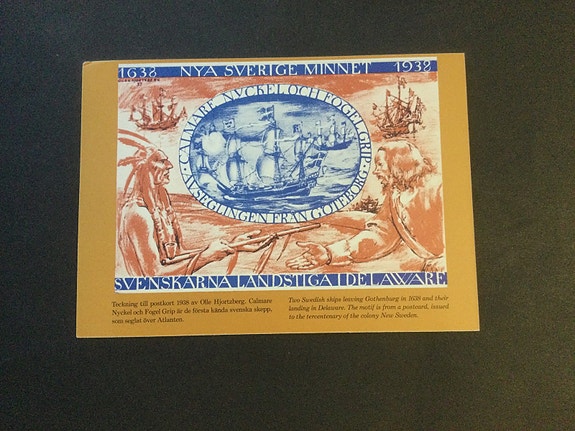 1638 NYA SVERIGE MINNET 1938
CALMARE NYCKEL OCH FOGEL GRIP
AVSEGLINGEN FRÅN GÖTEBORG
SVENSKARNA LANDSTIGA I DELAWARE
Teckning till postkort 1938 av Olle Hjortzberg. Calmare
Nyckel och Fogel Grip är de första kända svenska skepp,
som seglat över Atlanten.
Two Swedish ships leaving Gothenburg in 1638 and their
landing in Delaware. The motif is from a postcard, issued
to the tercentenary of the colony New Sweden.